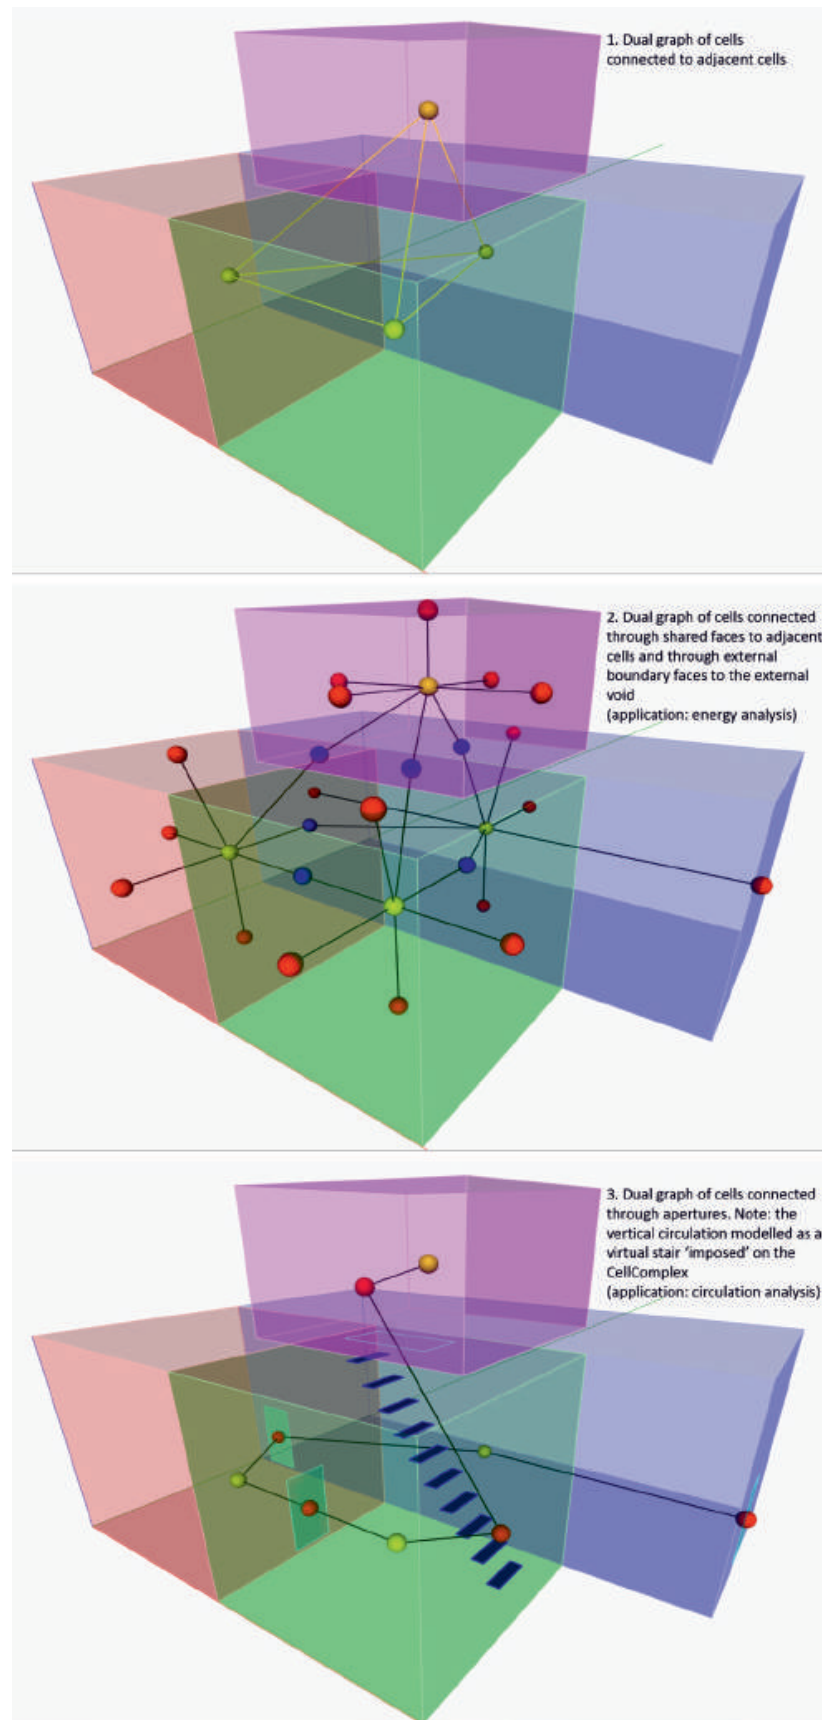 1. Dual graph of cells
connected to adjacent cells
2. Dual graph of cells connected
through shared faces to adjacent
cells and through external
boundary faces to the external
void
(application: energy analysis)
3. Dual graph of cells connected
through apertures. Note: the
vertical circulation modelled as a
virtual stair 'imposed' on the
CellComplex
(application: circulation analysis)